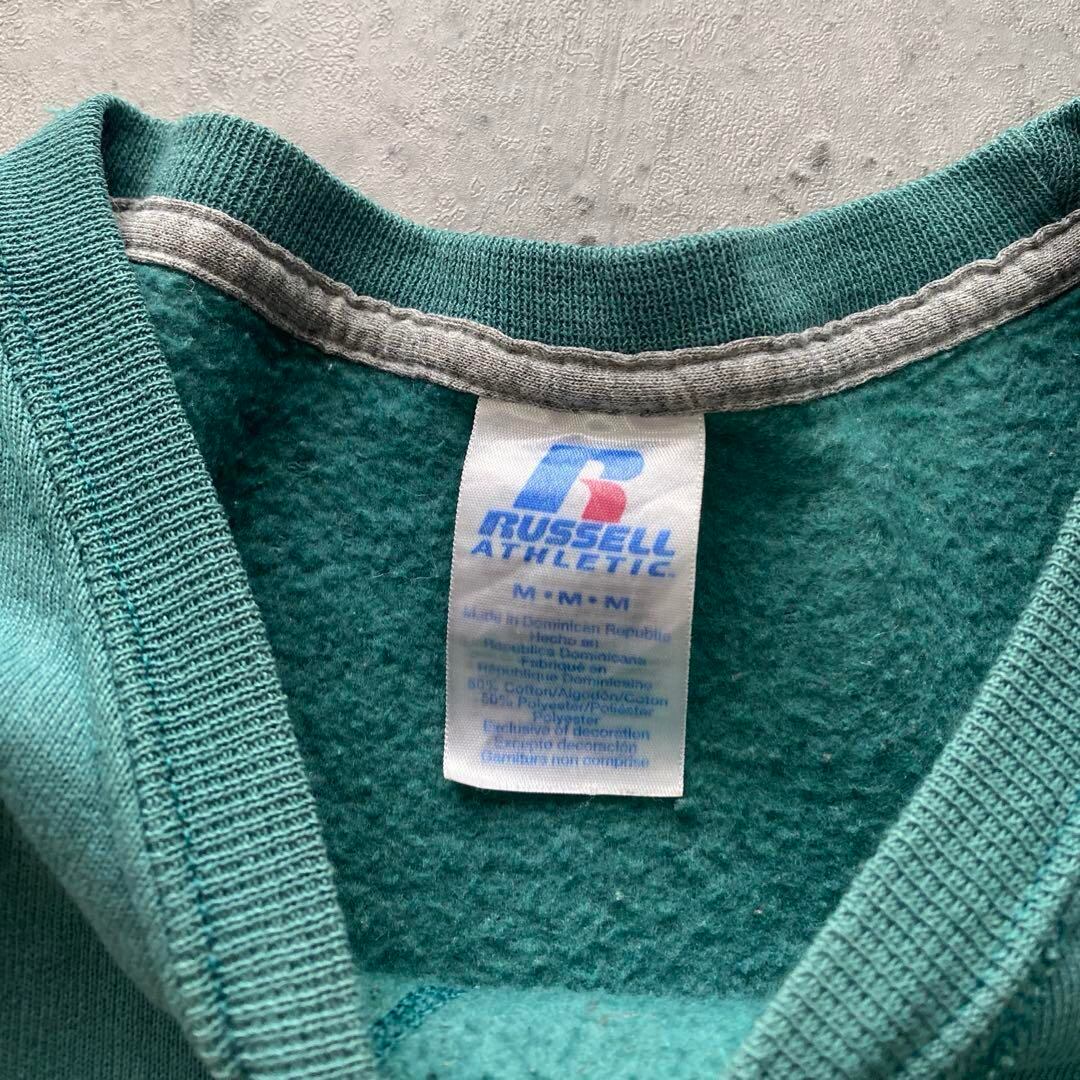 RUSSELL
ATHLETIC
M • M • M
Made in Dominican Republic
Hecho en
República Dominicana
Fabriqué en
République Dominicaine
50% Cotton/Algodón/Coton
50% Polyester/Poliéster
Polyester
Exclusive of decoration
Excepto decoración
Garniture non comprise